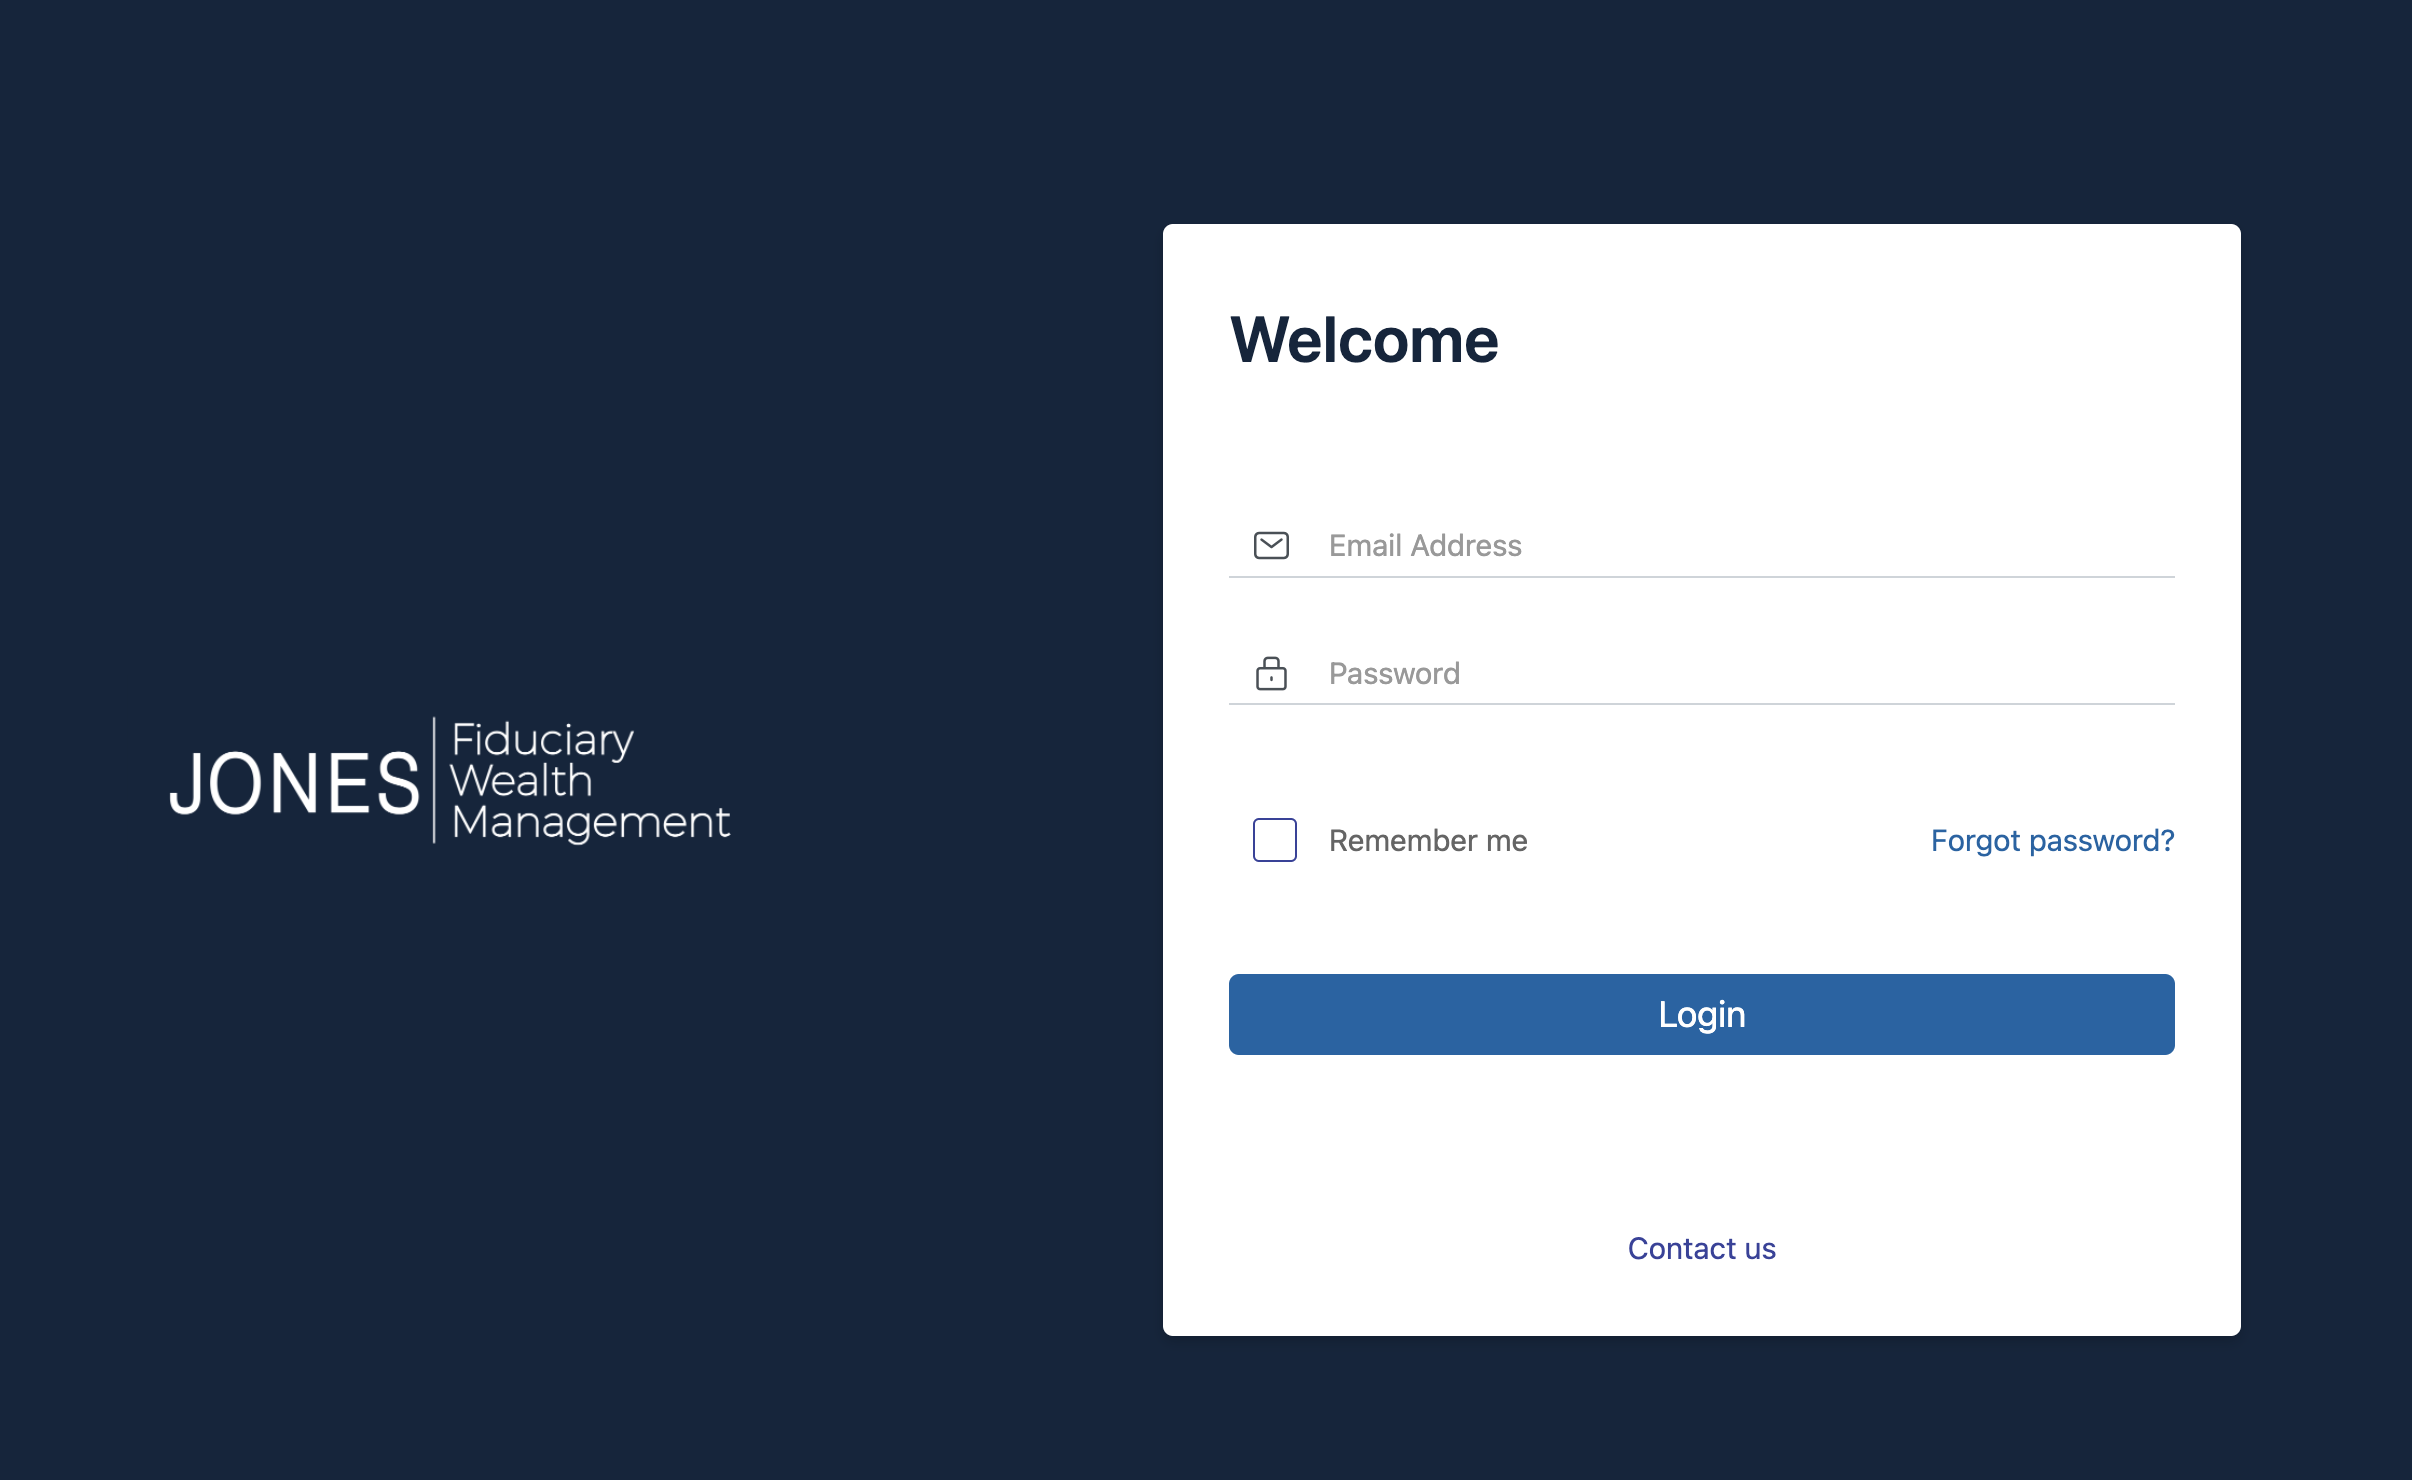 JONES
Fiduciary
Wealth
Management
Welcome
Email Address
Password
Remember me
Forgot password?
Login
Contact us